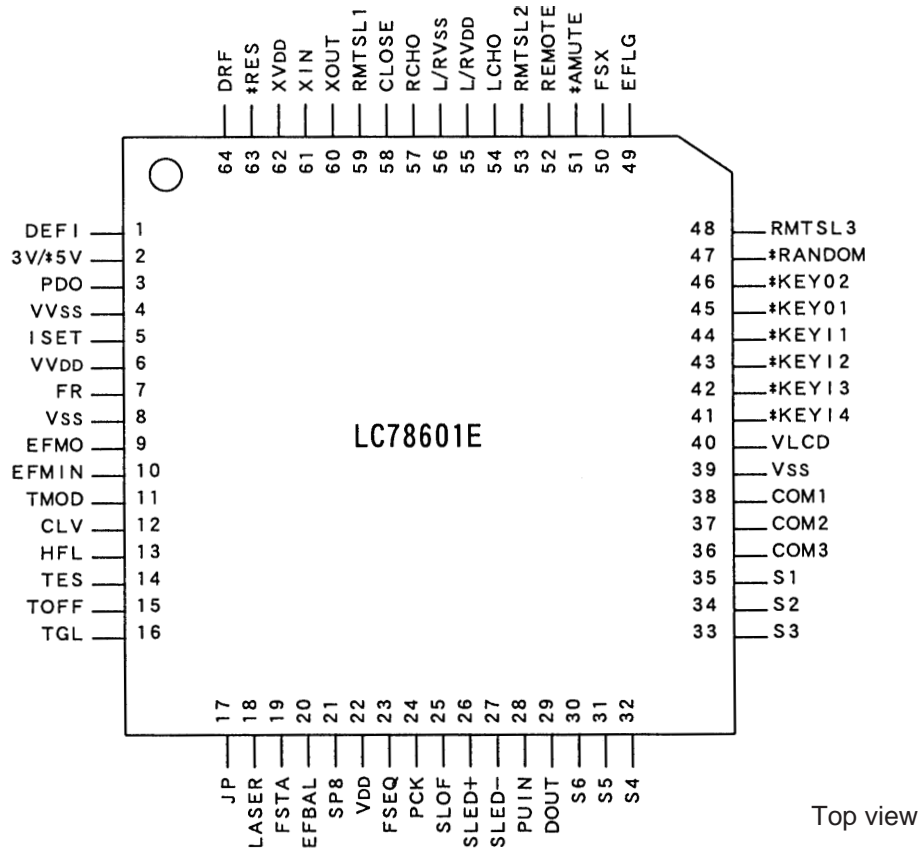 DRF
*RES
XVDD
XIN
XOUT
RMTSL1
CLOSE
RCHO
L/RVSS
L/RVDD
LCHO
RMTSL2
REMOTE
*AMUTE
FSX
EFLG
64
63
62
61
60
59
58
57
56
55
54
53
52
51
50
49
DEFI 1
3V/*5V 2
PDO 3
VVSS 4
ISET 5
VVDD 6
FR 7
VSS 8
EFMO 9
EFMIN 10
TMOD 11
CLV 12
HFL 13
TES 14
TOFF 15
TGL 16
LC78601E
48 RMTSL3
47 *RANDOM
46 *KEYO2
45 *KEYO1
44 *KEYI1
43 *KEYI2
42 *KEYI3
41 *KEYI4
40 VLCD
39 VSS
38 COM1
37 COM2
36 COM3
35 S1
34 S2
33 S3
17
18
19
20
21
22
23
24
25
26
27
28
29
30
31
32
JP
LASER
FSTA
EFBAL
SP8
VDD
FSEQ
PCK
SLOF
SLED+
SLED-
PUIN
DOUT
S6
S5
S4
Top view